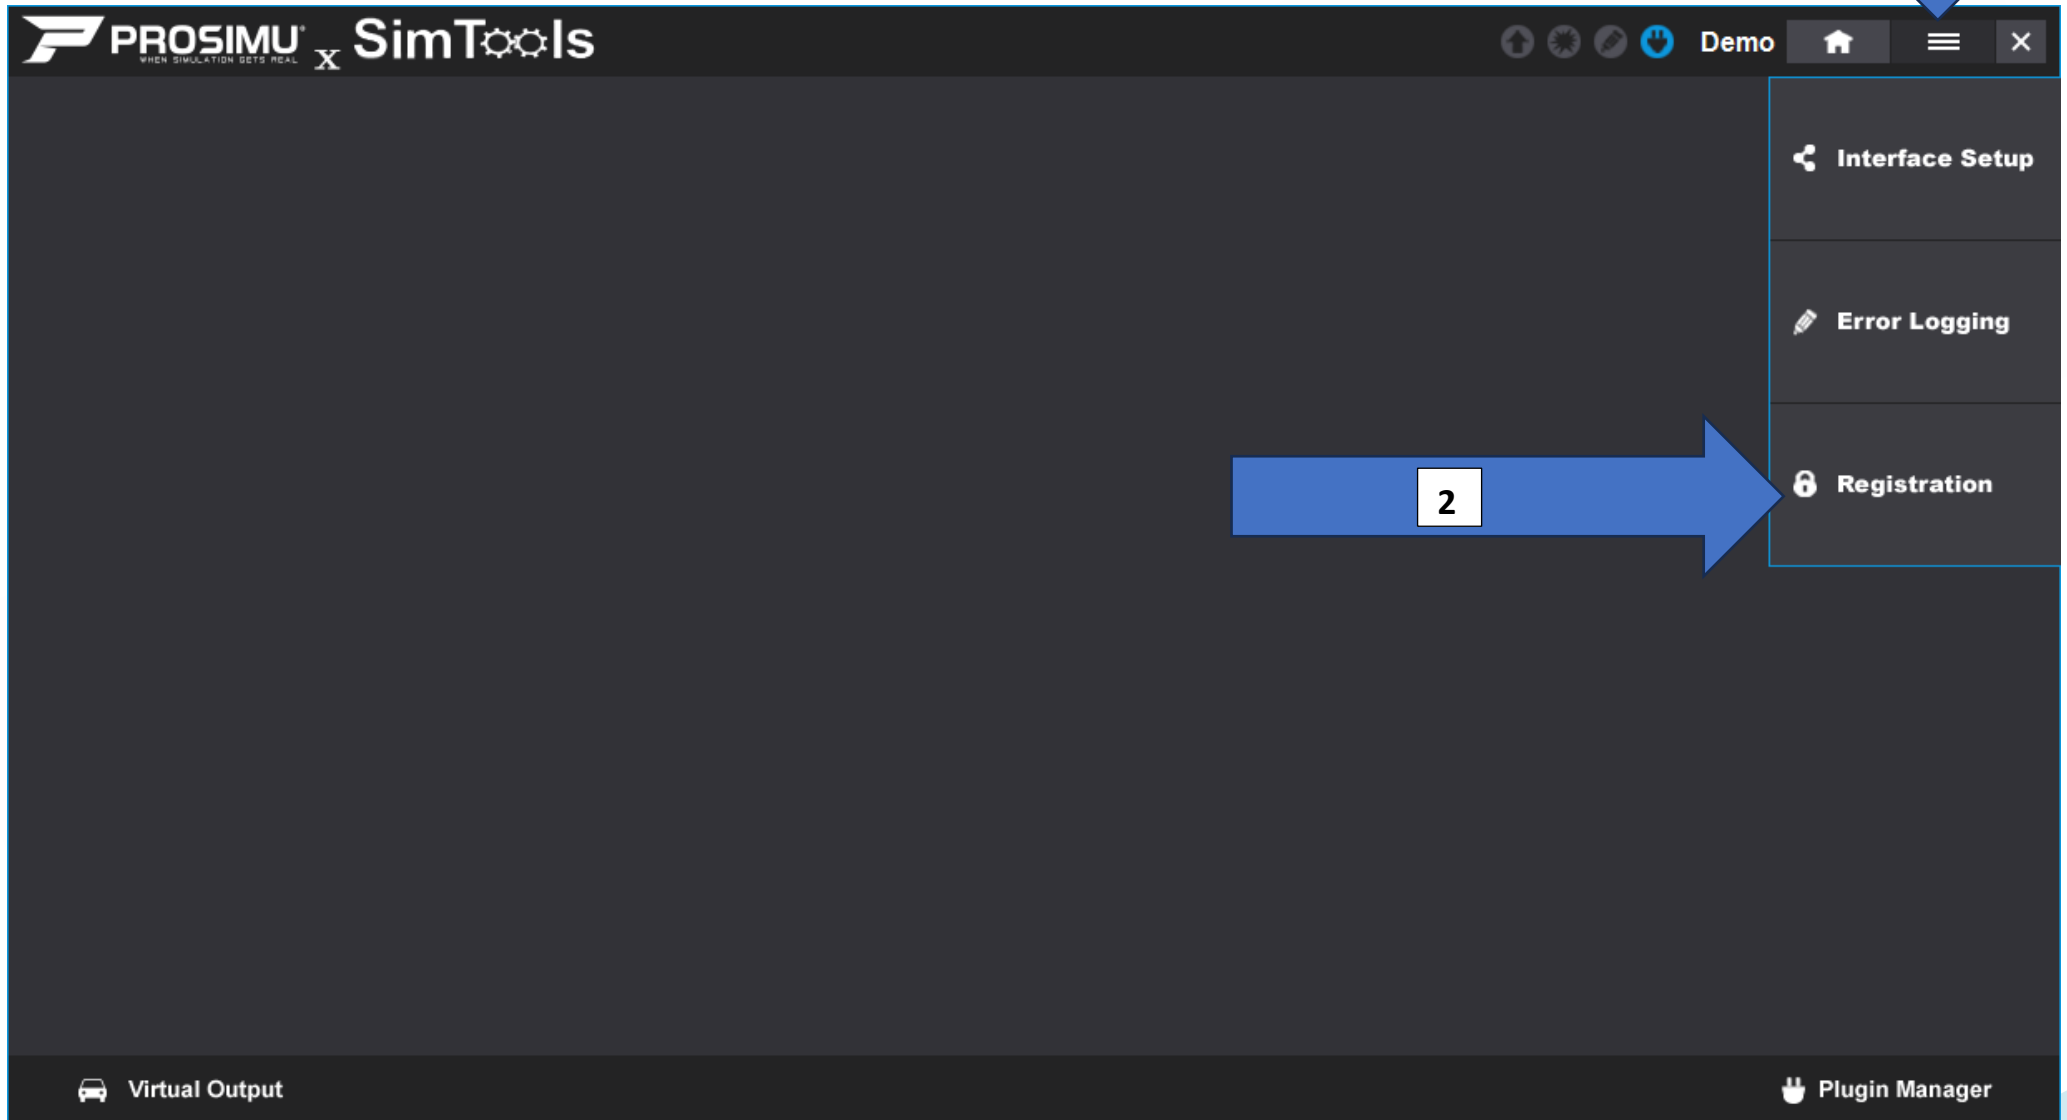 PROSIMU x SimTools
WHEN SIMULATION GETS REAL
Demo
Interface Setup
Error Logging
2
Registration
Virtual Output
Plugin Manager